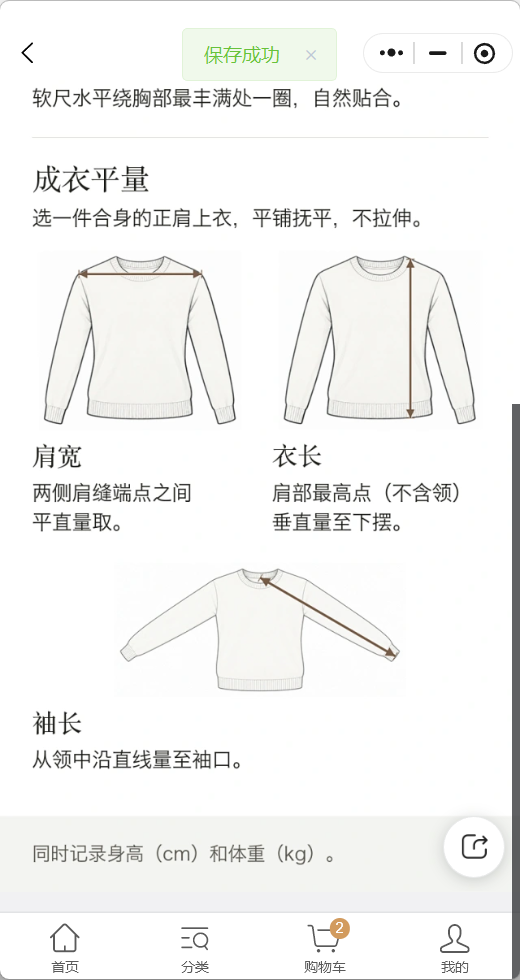 保存成功 ×
软尺水平绕胸部最丰满处一圈，自然贴合。
成衣平量
选一件合身的正肩上衣，平铺抚平，不拉伸。
肩宽
两侧肩缝端点之间
平直量取。
衣长
肩部最高点（不含领）
垂直量至下摆。
袖长
从领中沿直线量至袖口。
同时记录身高（cm）和体重（kg）。
首页
分类
2
购物车
我的